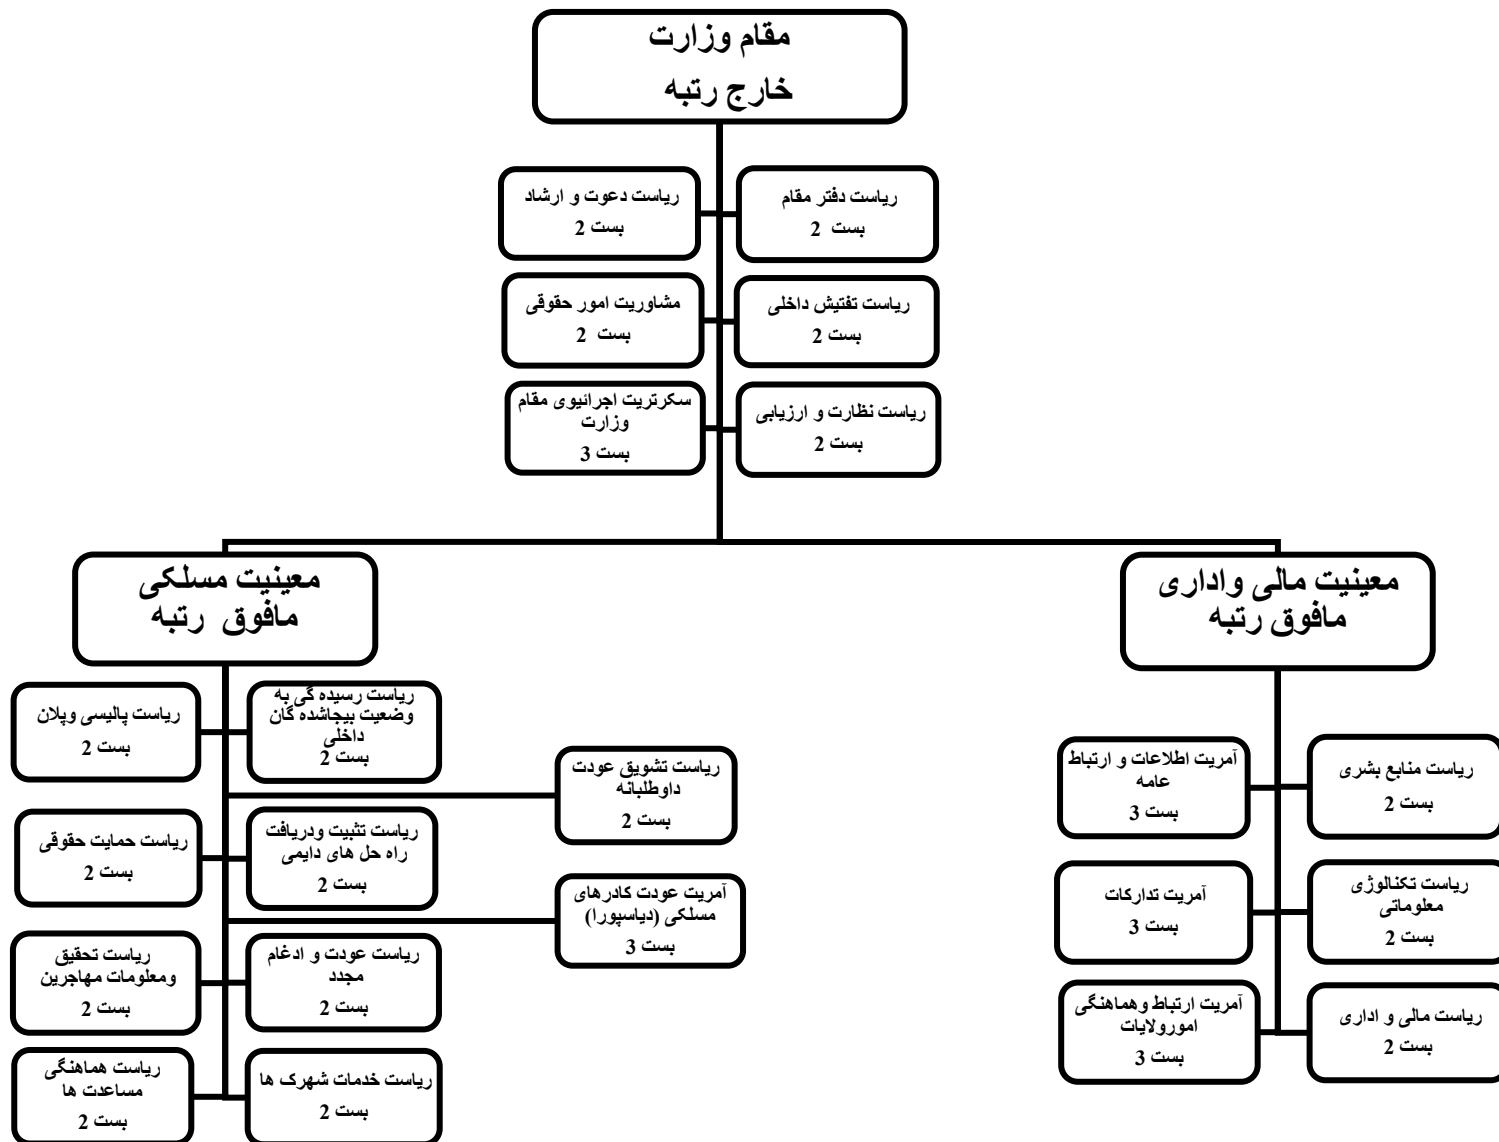 مقام وزارت
خارج رتبه
ریاست دفتر مقام
بست 2
ریاست دعوت و ارشاد
بست 2
ریاست تفتیش داخلی
بست 2
مشاوریت امور حقوقی
بست 2
ریاست نظارت و ارزیابی
بست 2
سکرتریت اجرائیوی مقام
وزارت
بست 3
معینیت مالی واداری
مافوق رتبه
ریاست منابع بشری
بست 2
آمریت اطلاعات و ارتباط
عامه
بست 3
ریاست تکنالوژی
معلوماتی
بست 2
آمریت تدارکات
بست 3
ریاست مالی و اداری
بست 2
آمریت ارتباط وهماهنگی
امورولایات
بست 3
معینیت مسلکی
مافوق رتبه
ریاست رسیده گی به
وضعیت بیجاشده گان
داخلی
بست 2
ریاست پالیسی وپلان
بست 2
ریاست تشویق عودت
داوطلبانه
بست 2
ریاست تثبیت ودریافت
راه حل های دایمی
بست 2
ریاست حمایت حقوقی
بست 2
آمریت عودت کادرهای
مسلکی (دیاسپورا)
بست 3
ریاست عودت و ادغام
مجدد
بست 2
ریاست تحقیق
ومعلومات مهاجرین
بست 2
ریاست خدمات شهرک ها
بست 2
ریاست هماهنگی
مساعدت ها
بست 2